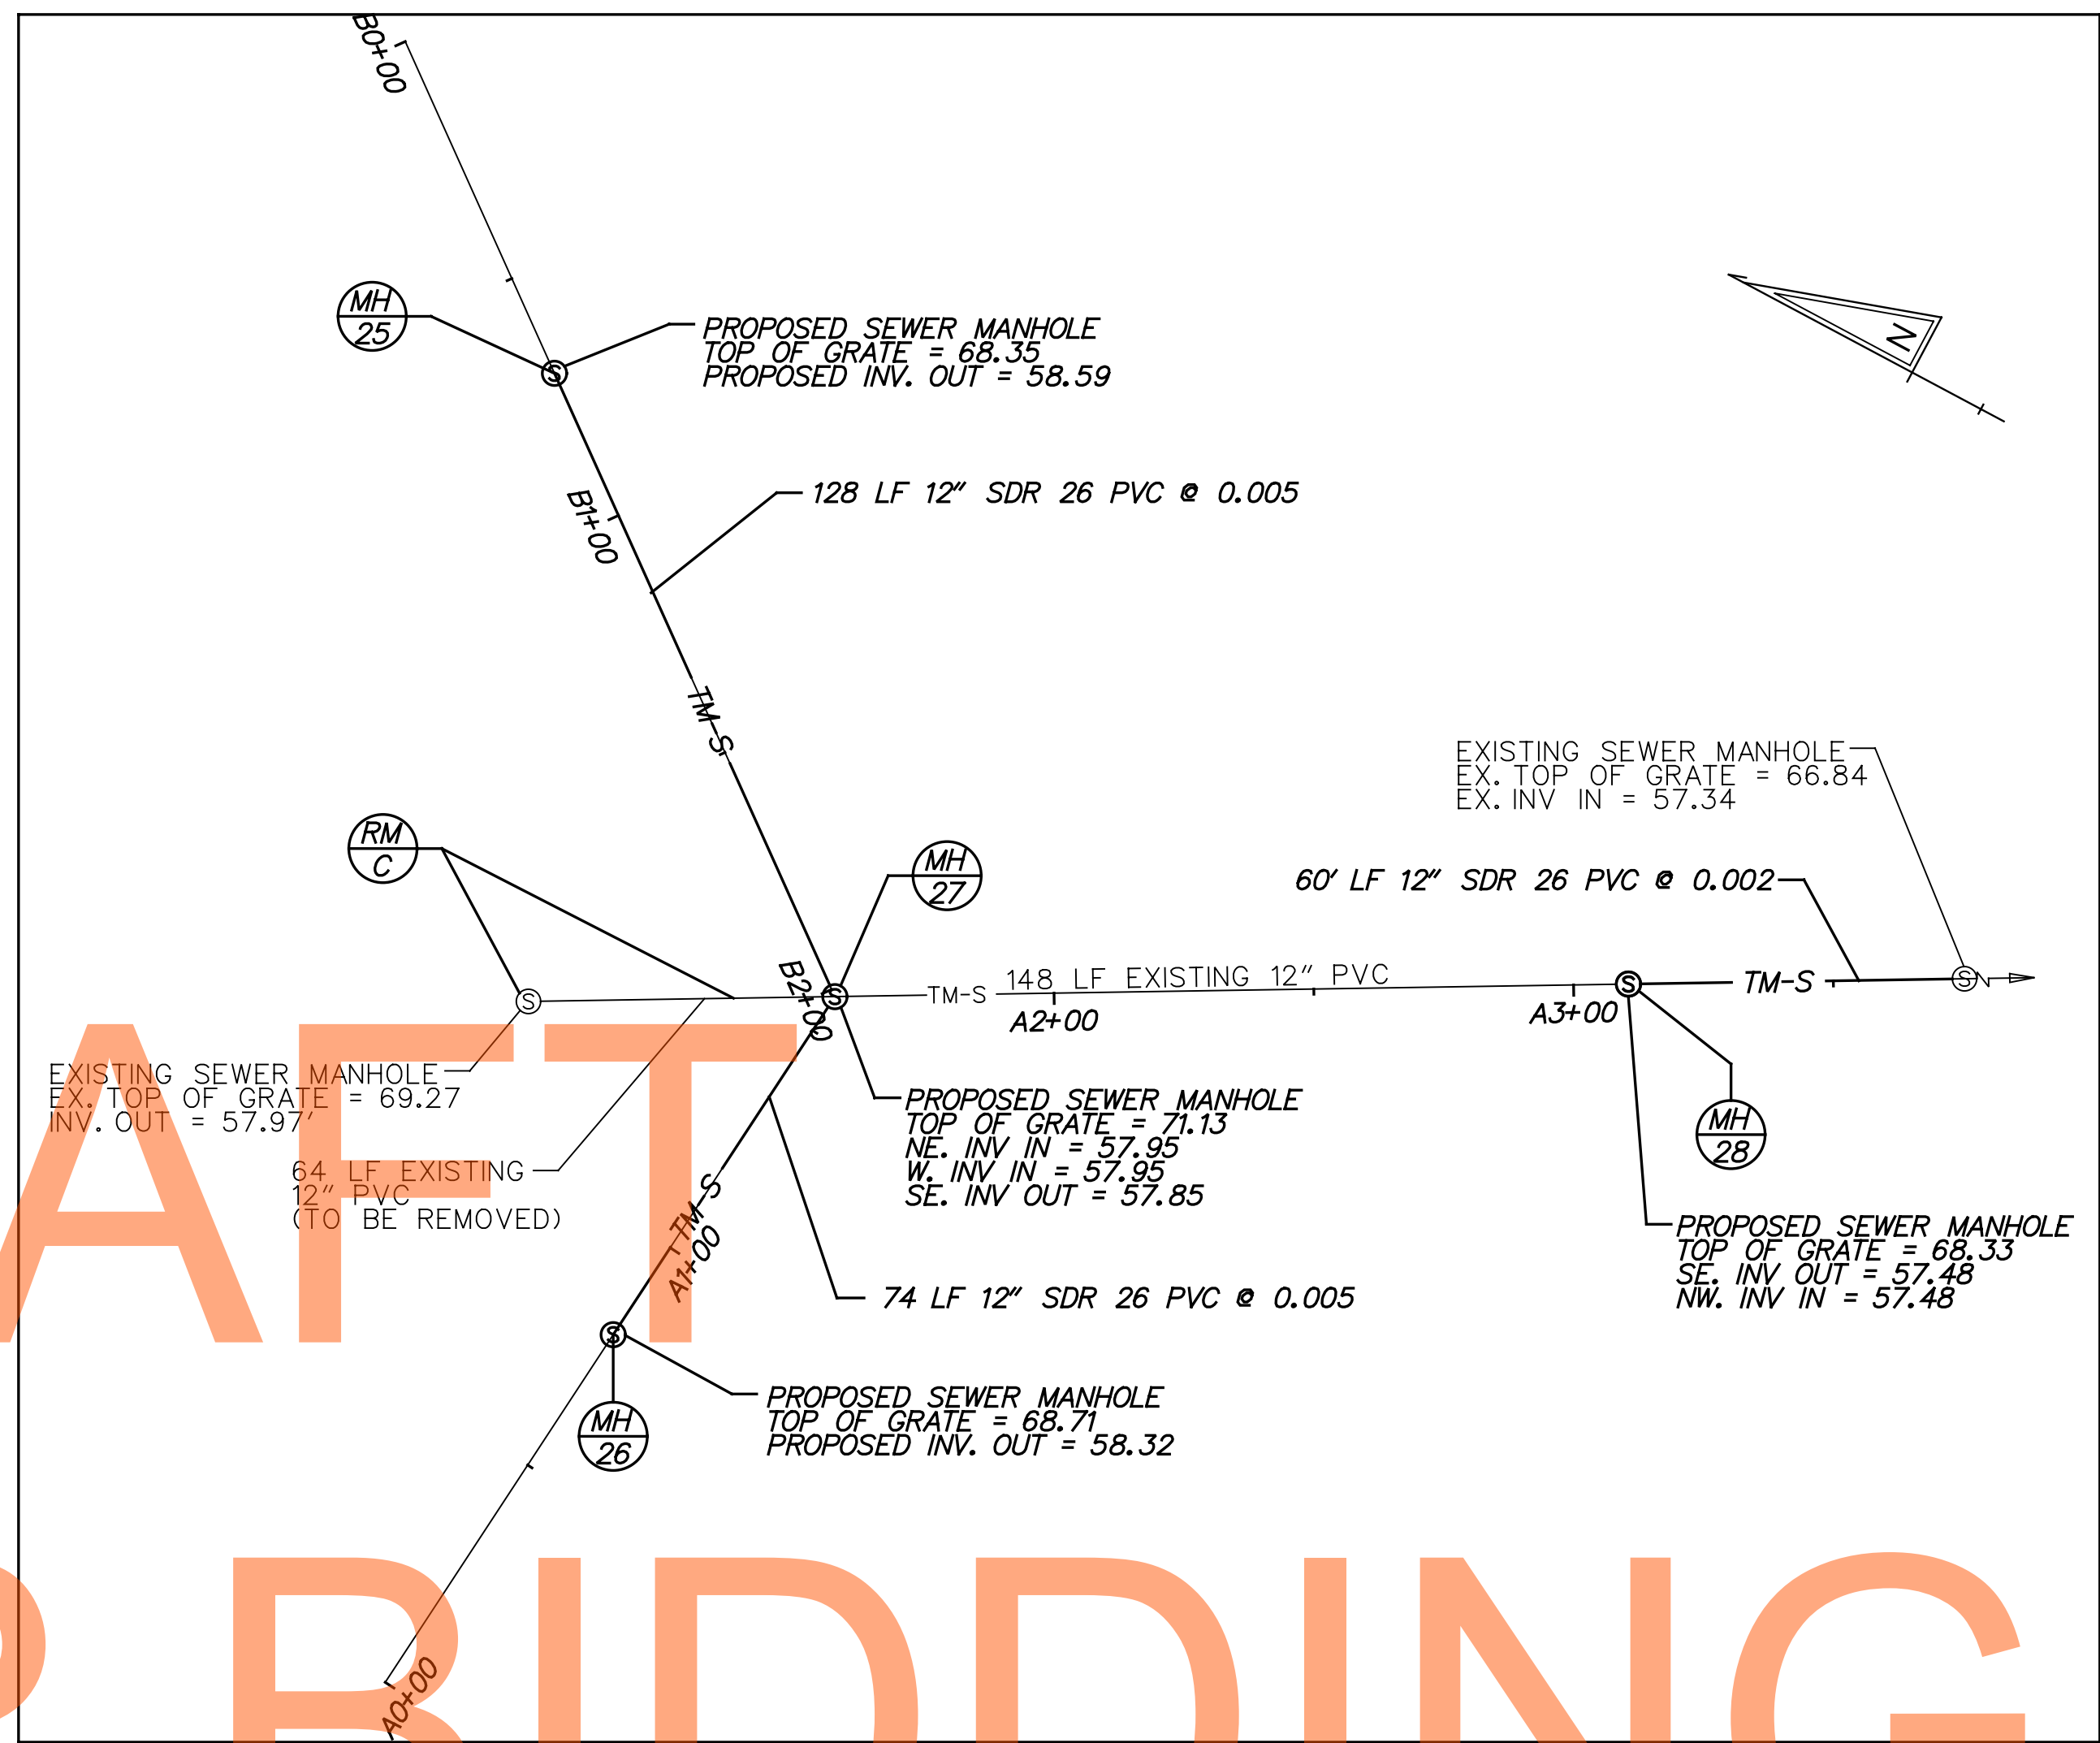 B0+00
MH
25
PROPOSED SEWER MANHOLE
TOP OF GRATE = 68.35
PROPOSED INV. OUT = 58.59
N
B1+00
128 LF 12" SDR 26 PVC @ 0.005
TM-S
EXISTING SEWER MANHOLE
EX. TOP OF GRATE = 66.84
EX. INV IN = 57.34
RM
C
MH
27
60' LF 12" SDR 26 PVC @ 0.002
B2+00
S
S
TM-S
148 LF EXISTING 12" PVC
A2+00
A3+00
S
TM-S
S
N
EXISTING SEWER MANHOLE
EX. TOP OF GRATE = 69.27
INV. OUT = 57.97'
64 LF EXISTING
12" PVC
(TO BE REMOVED)
PROPOSED SEWER MANHOLE
TOP OF GRATE = 71.13
NE. INV IN = 57.95
W. INV IN = 57.95
SE. INV OUT = 57.85
MH
28
PROPOSED SEWER MANHOLE
TOP OF GRATE = 68.33
SE. INV OUT = 57.48
NW. INV IN = 57.48
TM-S
A1+00
74 LF 12" SDR 26 PVC @ 0.005
S
S
PROPOSED SEWER MANHOLE
TOP OF GRATE = 68.71
PROPOSED INV. OUT = 58.32
MH
26
A0+00
AFT
BIDDING